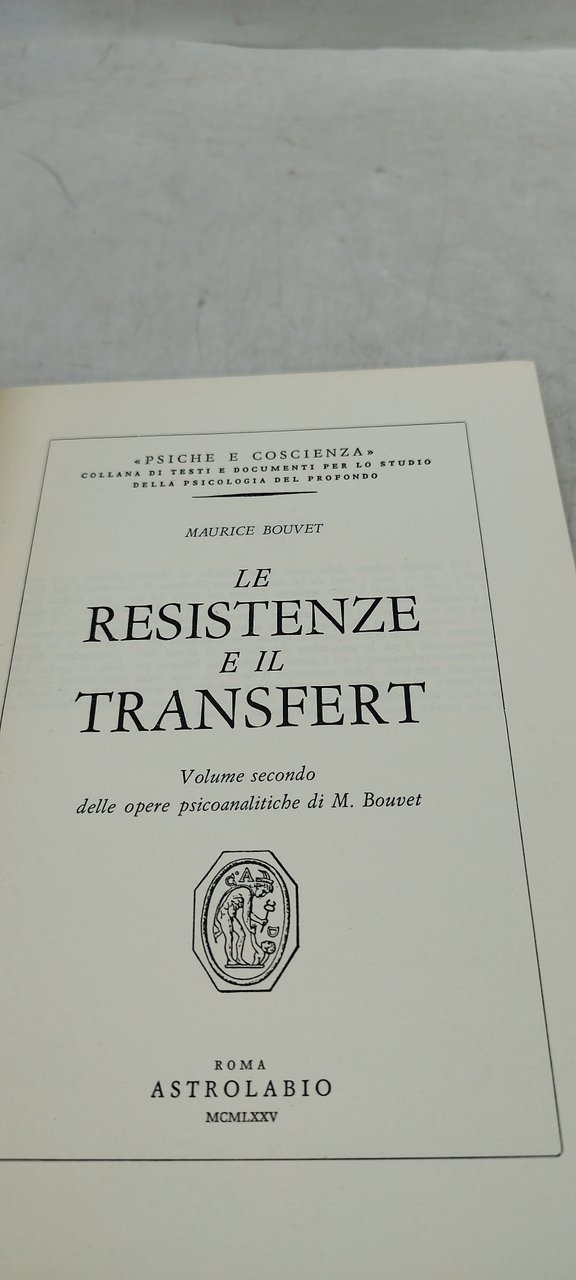 «PSICHE E COSCIENZA»
COLLANA DI TESTI E DOCUMENTI PER LO STUDIO
DELLA PSICOLOGIA DEL PROFONDO
MAURICE BOUVET
LE
RESISTENZE
E IL
TRANSFERT
Volume secondo
delle opere psicoanalitiche di M. Bouvet
ROMA
ASTROLABIO
MCMLXXV